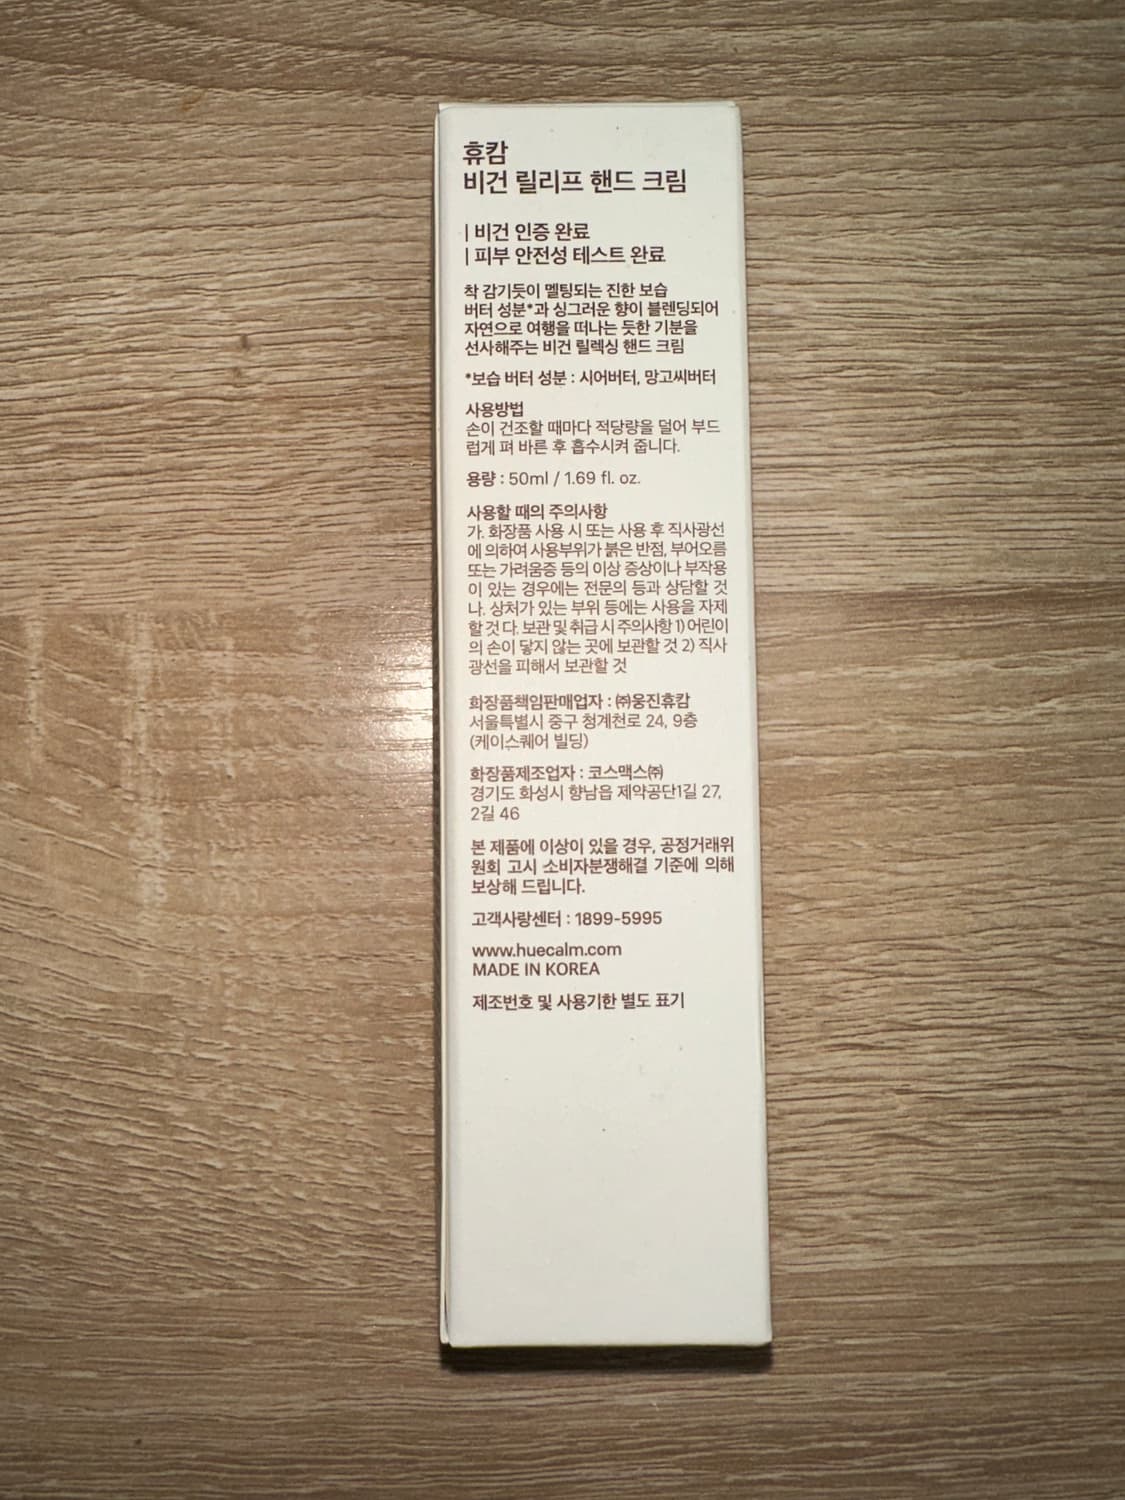 휴캄
비건 릴리프 핸드 크림
| 비건 인증 완료
| 피부 안전성 테스트 완료
착 감기듯이 멜팅되는 진한 보습
버터 성분*과 싱그러운 향이 블렌딩되어
자연으로 여행을 떠나는 듯한 기분을
선사해주는 비건 릴렉싱 핸드 크림
*보습 버터 성분 : 시어버터, 망고씨버터
사용방법
손이 건조할 때마다 적당량을 덜어 부드
럽게 펴 바른 후 흡수시켜 줍니다.
용량 : 50ml / 1.69 fl. oz.
사용할 때의 주의사항
가. 화장품 사용 시 또는 사용 후 직사광선
에 의하여 사용부위가 붉은 반점, 부어오름
또는 가려움증 등의 이상 증상이나 부작용
이 있는 경우에는 전문의 등과 상담할 것
나. 상처가 있는 부위 등에는 사용을 자제
할 것 다. 보관 및 취급 시 주의사항 1) 어린이
의 손이 닿지 않는 곳에 보관할 것 2) 직사
광선을 피해서 보관할 것
화장품책임판매업자 : ㈜웅진휴캄
서울특별시 중구 청계천로 24, 9층
(케이스퀘어 빌딩)
화장품제조업자 : 코스맥스㈜
경기도 화성시 향남읍 제약공단1길 27,
2길 46
본 제품에 이상이 있을 경우, 공정거래위
원회 고시 소비자분쟁해결 기준에 의해
보상해 드립니다.
고객사랑센터 : 1899-5995
www.huecalm.com
MADE IN KOREA
제조번호 및 사용기한 별도 표기